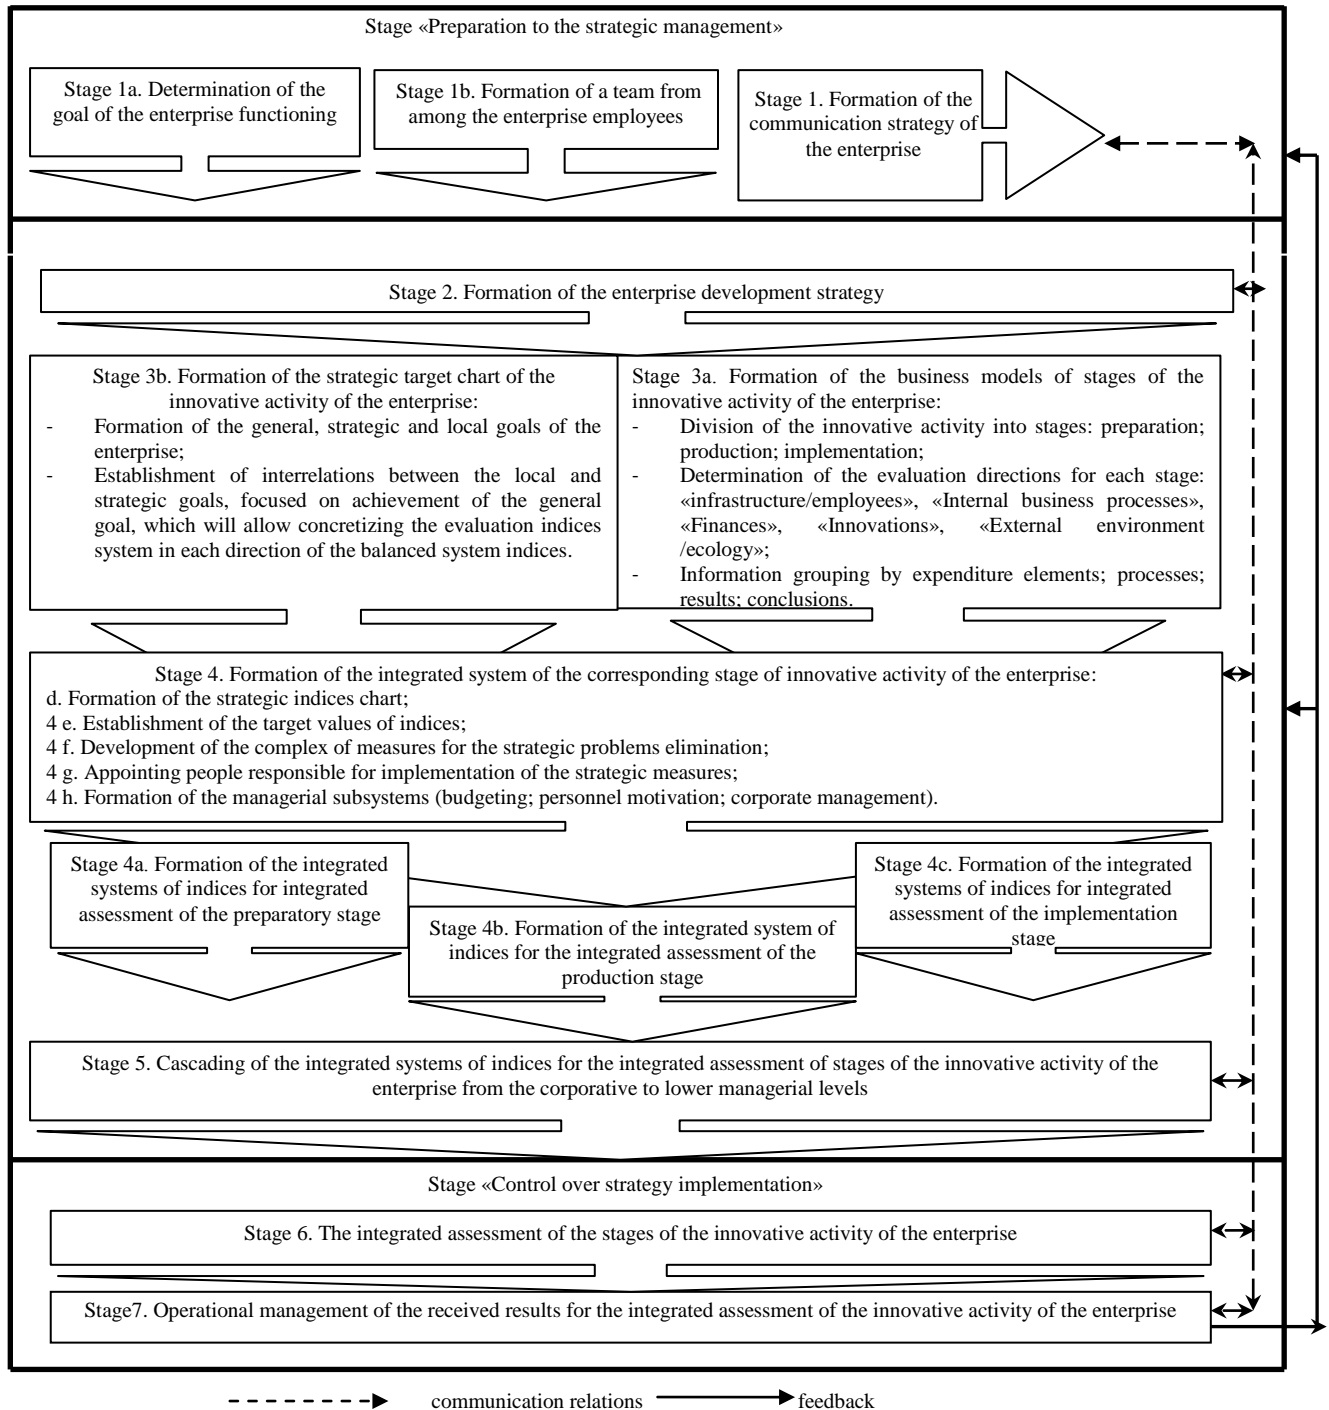 Stage «Preparation to the strategic management»
Stage 1a. Determination of the
goal of the enterprise functioning
Stage 1b. Formation of a team from
among the enterprise employees
Stage 1. Formation of the
communication strategy of
the enterprise
Stage 2. Formation of the enterprise development strategy
Stage 3b. Formation of the strategic target chart of the
innovative activity of the enterprise:
- Formation of the general, strategic and local goals of the
enterprise;
- Establishment of interrelations between the local and
strategic goals, focused on achievement of the general
goal, which will allow concretizing the evaluation indices
system in each direction of the balanced system indices.
Stage 3a. Formation of the business models of stages of the
innovative activity of the enterprise:
- Division of the innovative activity into stages: preparation;
production; implementation;
- Determination of the evaluation directions for each stage:
«infrastructure/employees», «Internal business processes»,
«Finances», «Innovations», «External environment
/ecology»;
- Information grouping by expenditure elements; processes;
results; conclusions.
Stage 4. Formation of the integrated system of the corresponding stage of innovative activity of the enterprise:
d. Formation of the strategic indices chart;
4 e. Establishment of the target values of indices;
4 f. Development of the complex of measures for the strategic problems elimination;
4 g. Appointing people responsible for implementation of the strategic measures;
4 h. Formation of the managerial subsystems (budgeting; personnel motivation; corporate management).
Stage 4a. Formation of the integrated
systems of indices for integrated
assessment of the preparatory stage
Stage 4b. Formation of the integrated system of
indices for the integrated assessment of the
production stage
Stage 4c. Formation of the integrated
systems of indices for integrated
assessment of the implementation
stage
Stage 5. Cascading of the integrated systems of indices for the integrated assessment of stages of the innovative activity of the
enterprise from the corporative to lower managerial levels
Stage «Control over strategy implementation»
Stage 6. The integrated assessment of the stages of the innovative activity of the enterprise
Stage7. Operational management of the received results for the integrated assessment of the innovative activity of the enterprise
communication relations
feedback